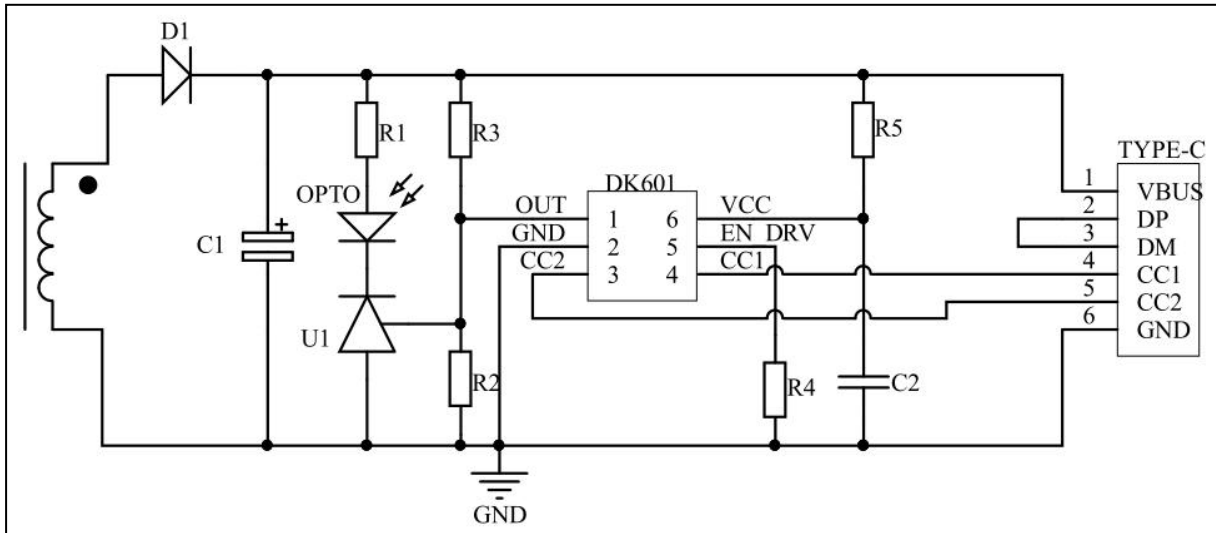 D1
R1
R3
R5
TYPE-C
OPTO
DK601
1
VBUS
OUT
1
6
VCC
2
DP
C1
+
GND
2
5
EN DRV
3
DM
CC2
3
4
CC1
4
CC1
5
CC2
U1
6
GND
R2
R4
C2
GND